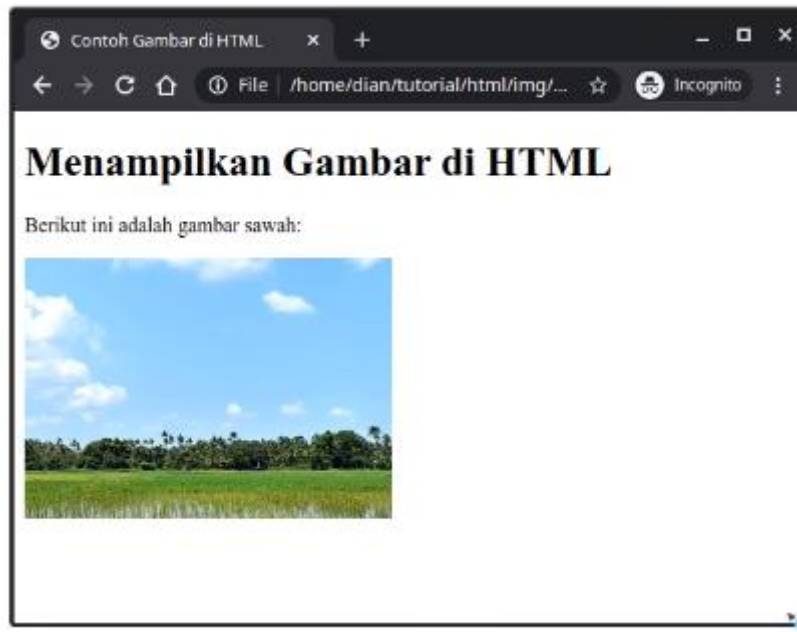 Contoh Gambar di HTML
File /home/dian/tutorial/html/img/...
Incognito
Menampilkan Gambar di HTML
Berikut ini adalah gambar sawah: